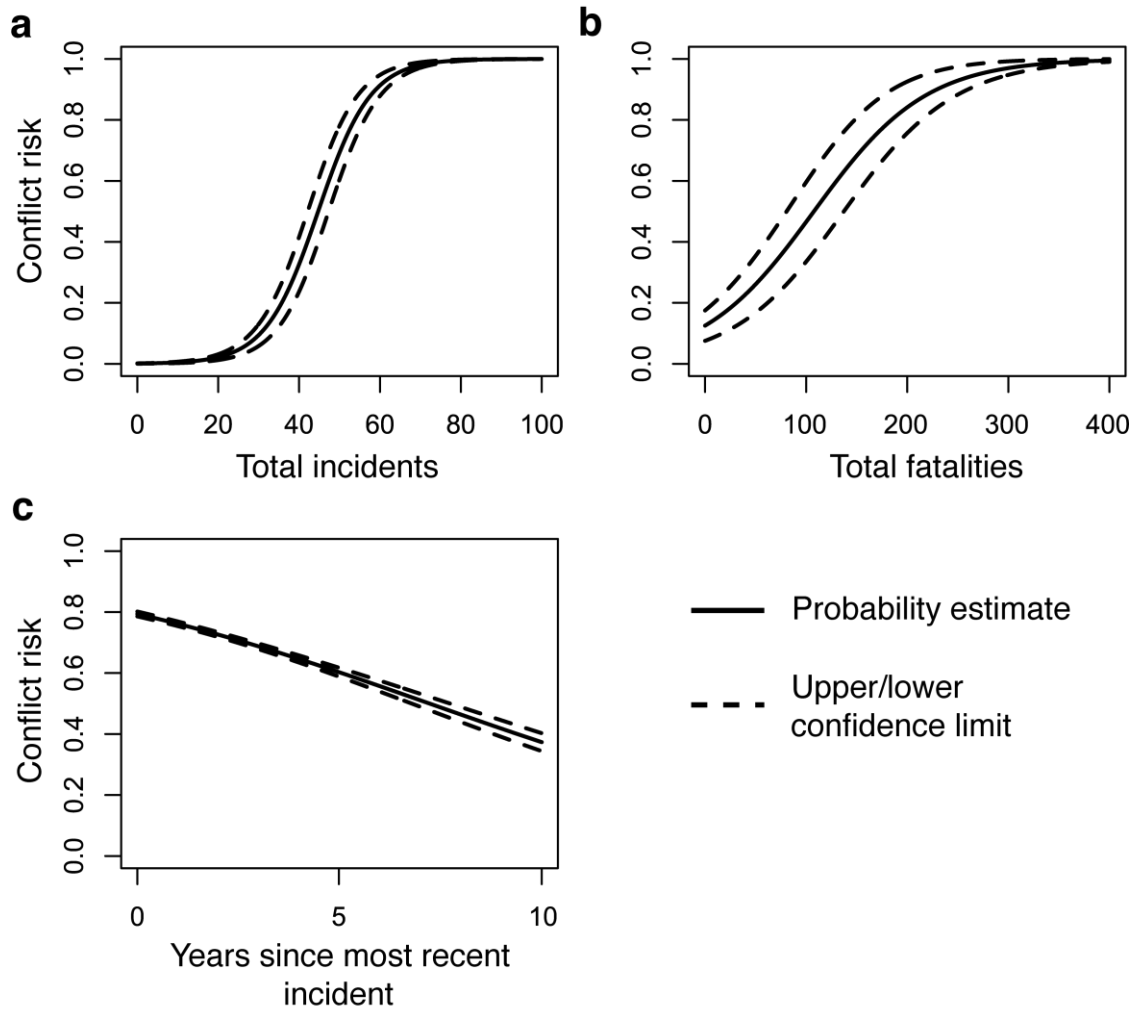 a
Conflict risk
1.0
0.8
0.6
0.4
0.2
0.0
0 20 40 60 80 100
Total incidents
b
1.0
0.8
0.6
0.4
0.2
0.0
0 100 200 300 400
Total fatalities
c
Conflict risk
1.0
0.8
0.6
0.4
0.2
0.0
0 5 10
Years since most recent
incident
Probability estimate
Upper/lower
confidence limit